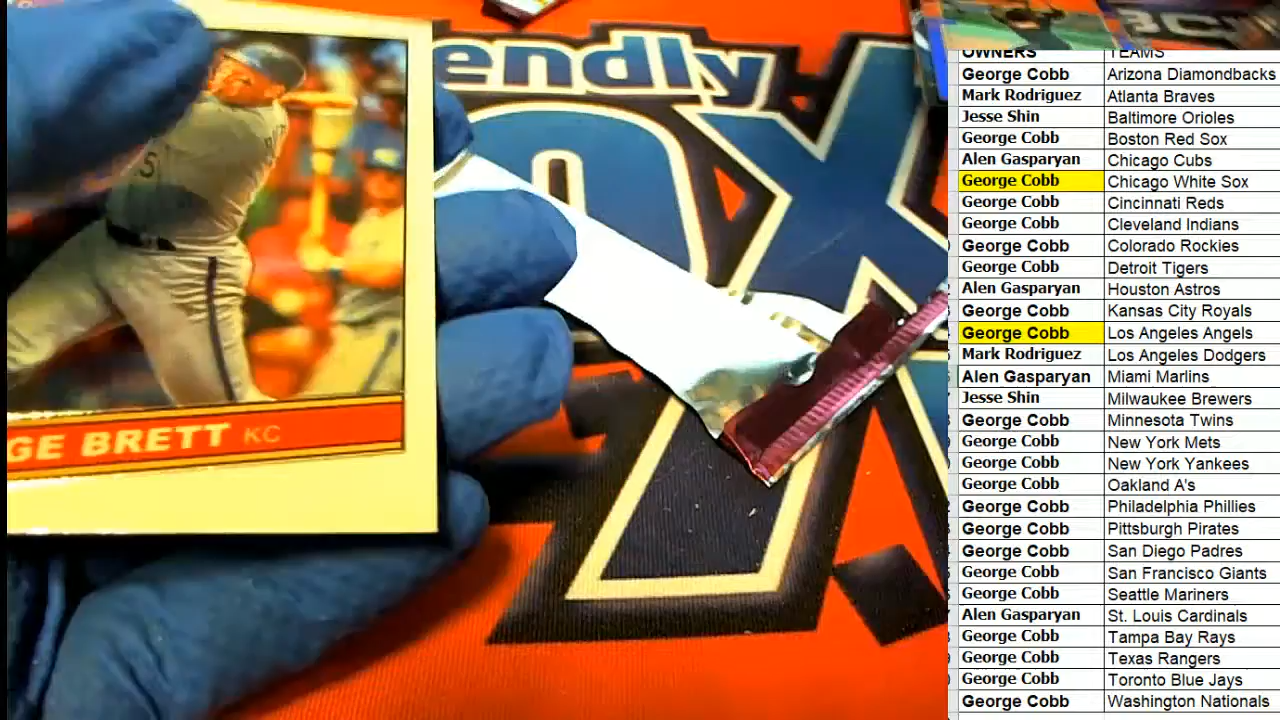 endly
OX
5
GE BRETT KC
OWNERS TEAMS
George Cobb Arizona Diamondbacks
Mark Rodriguez Atlanta Braves
Jesse Shin Baltimore Orioles
George Cobb Boston Red Sox
Alen Gasparyan Chicago Cubs
George Cobb Chicago White Sox
George Cobb Cincinnati Reds
George Cobb Cleveland Indians
George Cobb Colorado Rockies
George Cobb Detroit Tigers
Alen Gasparyan Houston Astros
George Cobb Kansas City Royals
George Cobb Los Angeles Angels
Mark Rodriguez Los Angeles Dodgers
Alen Gasparyan Miami Marlins
Jesse Shin Milwaukee Brewers
George Cobb Minnesota Twins
George Cobb New York Mets
George Cobb New York Yankees
George Cobb Oakland A's
George Cobb Philadelphia Phillies
George Cobb Pittsburgh Pirates
George Cobb San Diego Padres
George Cobb San Francisco Giants
George Cobb Seattle Mariners
Alen Gasparyan St. Louis Cardinals
George Cobb Tampa Bay Rays
George Cobb Texas Rangers
George Cobb Toronto Blue Jays
George Cobb Washington Nationals